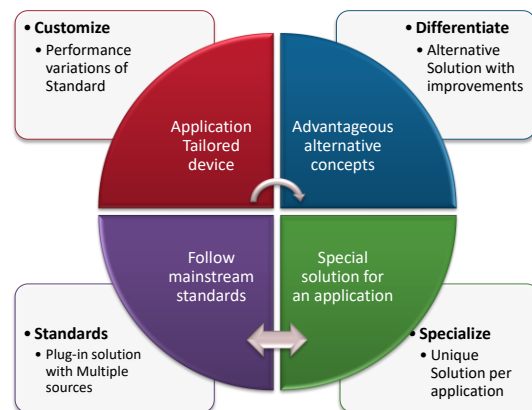 • Customize
• Performance
variations of
Standard
• Differentiate
• Alternative
Solution with
improvements
Application
Tailored
device
Advantageous
alternative
concepts
Follow
mainstream
standards
Special
solution for
an application
• Standards
• Plug-in solution
with Multiple
sources
• Specialize
• Unique
Solution per
application